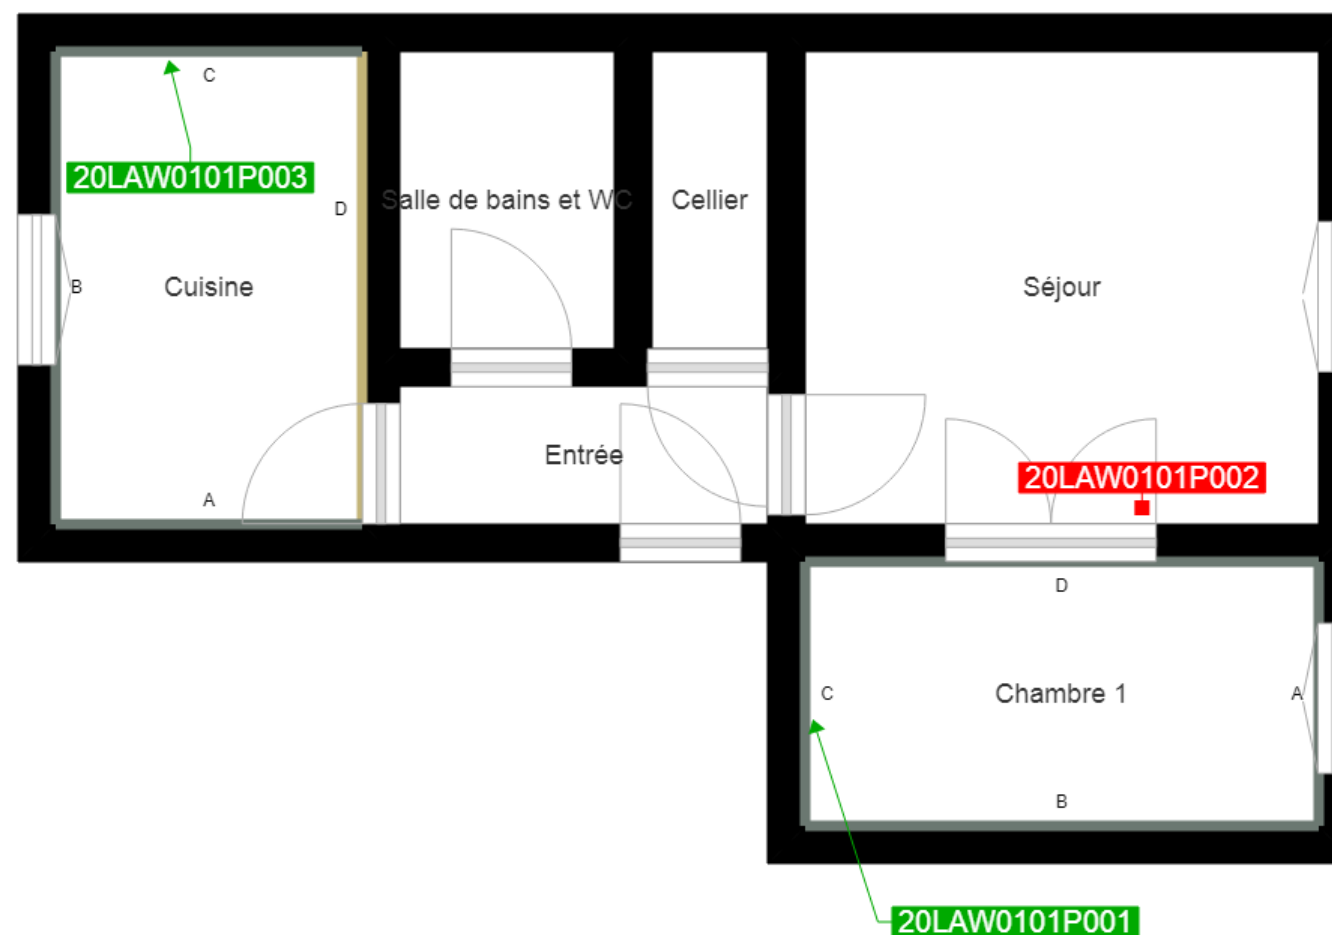 C
20LAW0101P003
D
B
Cuisine
A
Salle de bains et WC
Cellier
Séjour
Entrée
20LAW0101P002
D
C
Chambre 1
A
B
20LAW0101P001